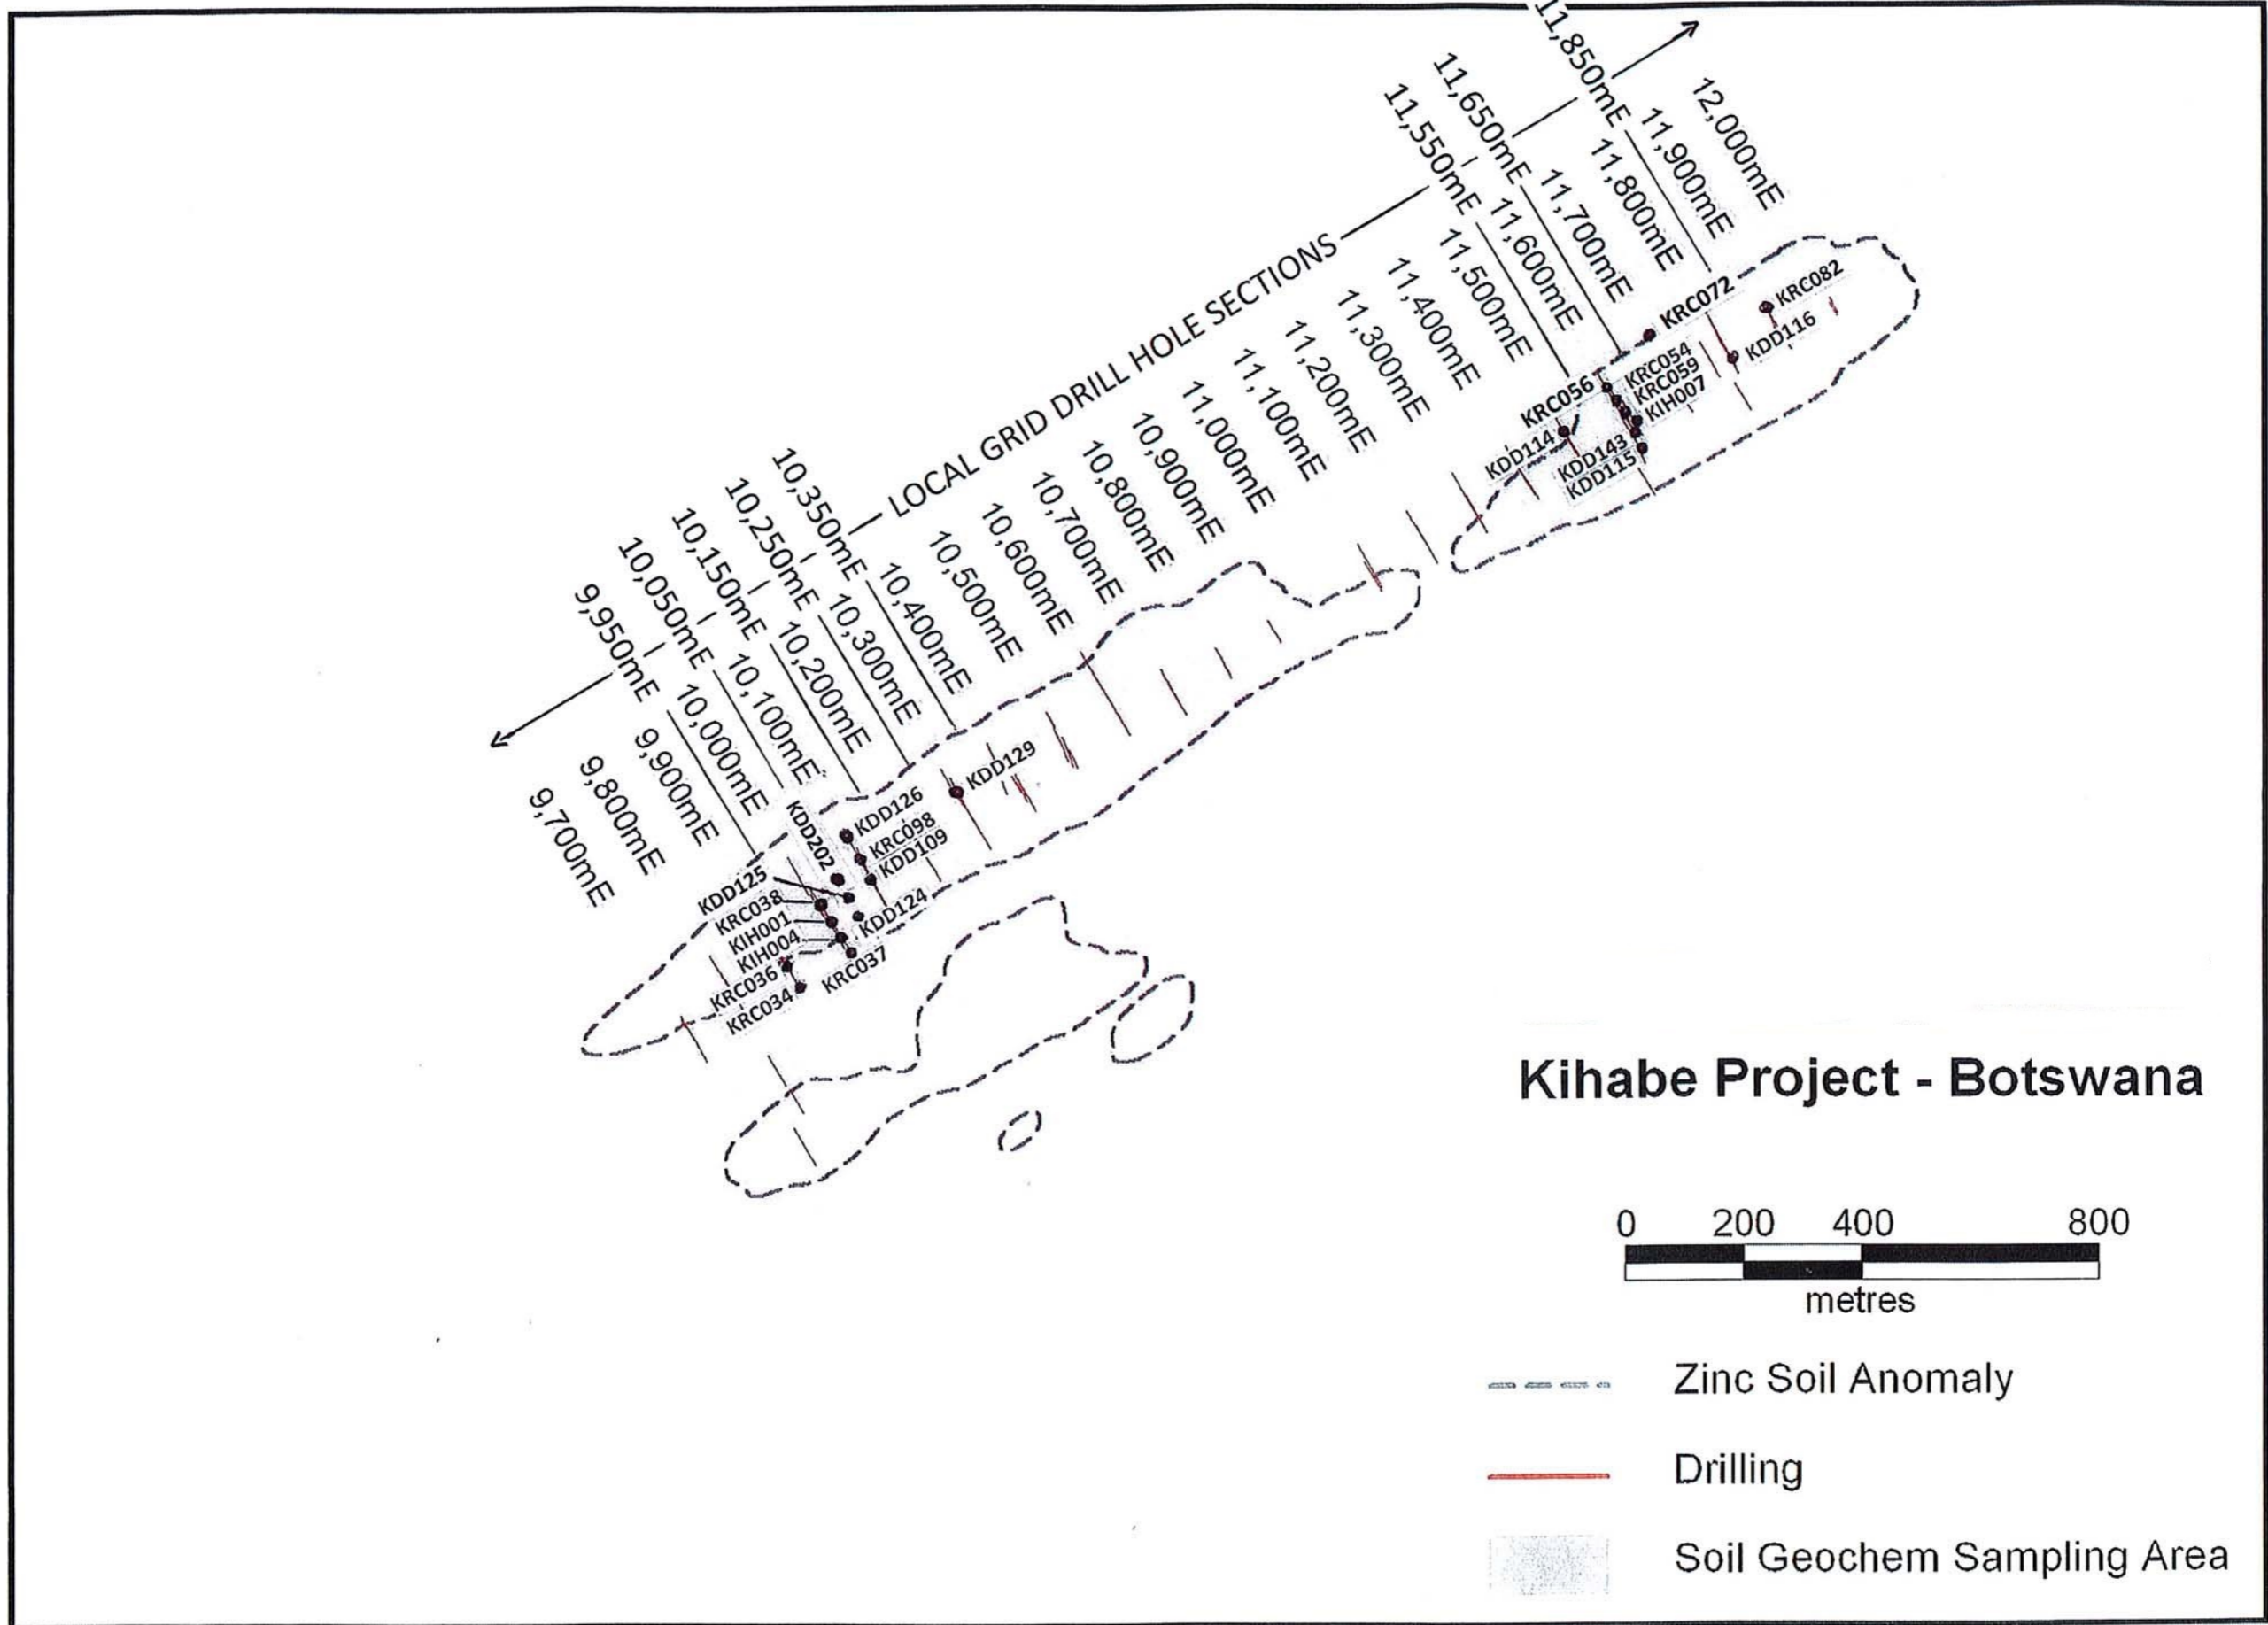 11,850mE
12,000mE
11,650mE
11,900mE
11,550mE
11,800mE
11,700mE
11,600mE
11,500mE
11,400mE
11,300mE
11,200mE
11,100mE
11,000mE
10,900mE
10,800mE
10,700mE
10,600mE
10,500mE
10,350mE
10,400mE
10,250mE
10,300mE
10,150mE
10,200mE
10,050mE
10,100mE
9,950mE
10,000mE
9,900mE
9,800mE
9,700mE
LOCAL GRID DRILL HOLE SECTIONS
KRC082
KRC072
KDD116
KRC054
KRC059
KIH007
KRC056
KDD114
KDD143
KDD115
KDD129
KDD126
KRC098
KDD109
KDD202
KDD125
KRC038
KIH001
KIH004
KDD124
KRC036
KRC037
KRC034
Kihabe Project - Botswana
0 200 400 800
metres
Zinc Soil Anomaly
Drilling
Soil Geochem Sampling Area